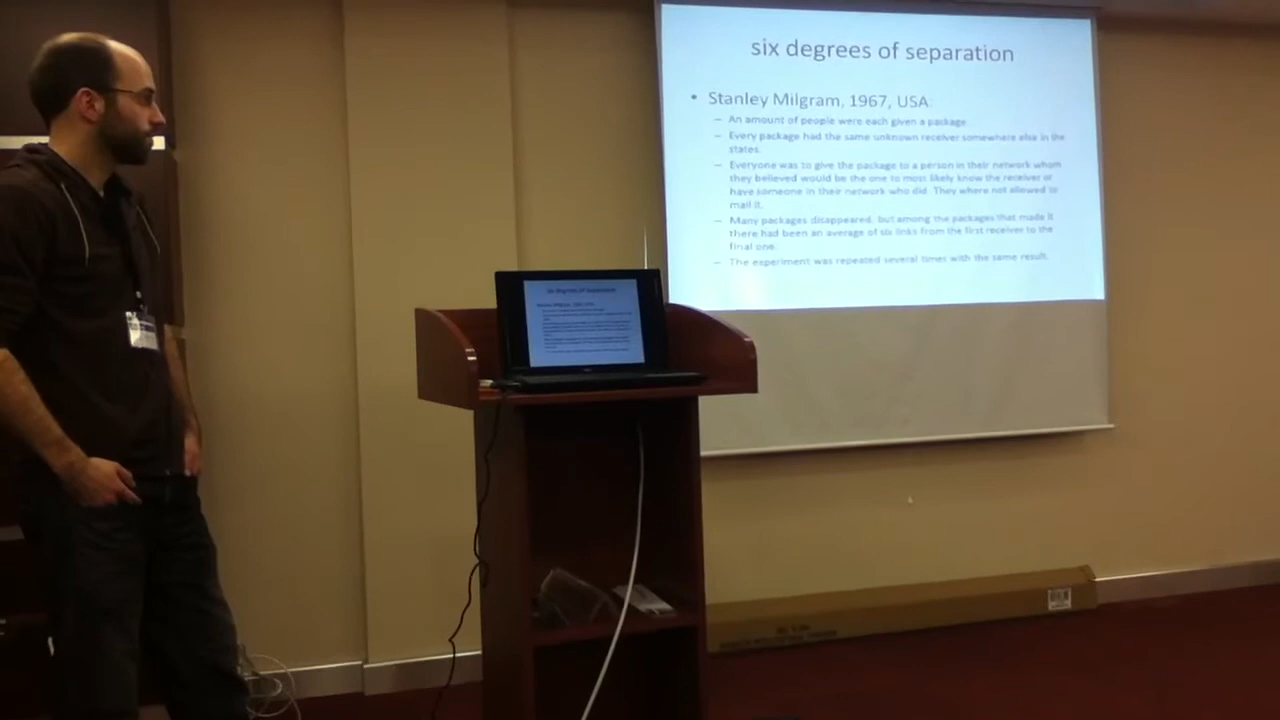 six degrees of separation
• Stanley Milgram, 1967, USA:
– An amount of people were each given a package
– Every package had the same unknown receiver somewhere else in the
states.
– Everyone was to give the package to a person in their network whom
they believed would be the one to most likely know the receiver or
have someone in their network who did. They where not allowed to
mail it.
– Many packages disappeared, but among the packages that made it
there had been an average of six links from the first receiver to the
final one.
– The experiment was repeated several times with the same result.
six degrees of separation